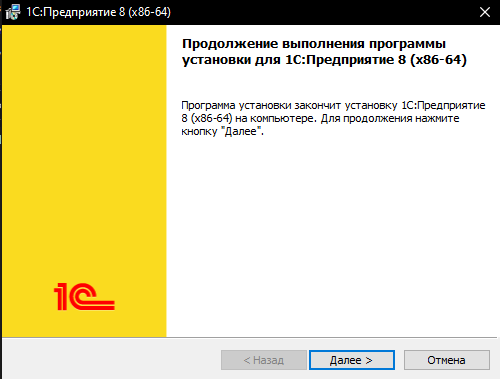 1С:Предприятие 8 (x86-64)
Продолжение выполнения программы
установки для 1С:Предприятие 8 (x86-64)
Программа установки закончит установку 1С:Предприятие
8 (x86-64) на компьютере. Для продолжения нажмите
кнопку "Далее".
1С
< Назад
Далее >
Отмена